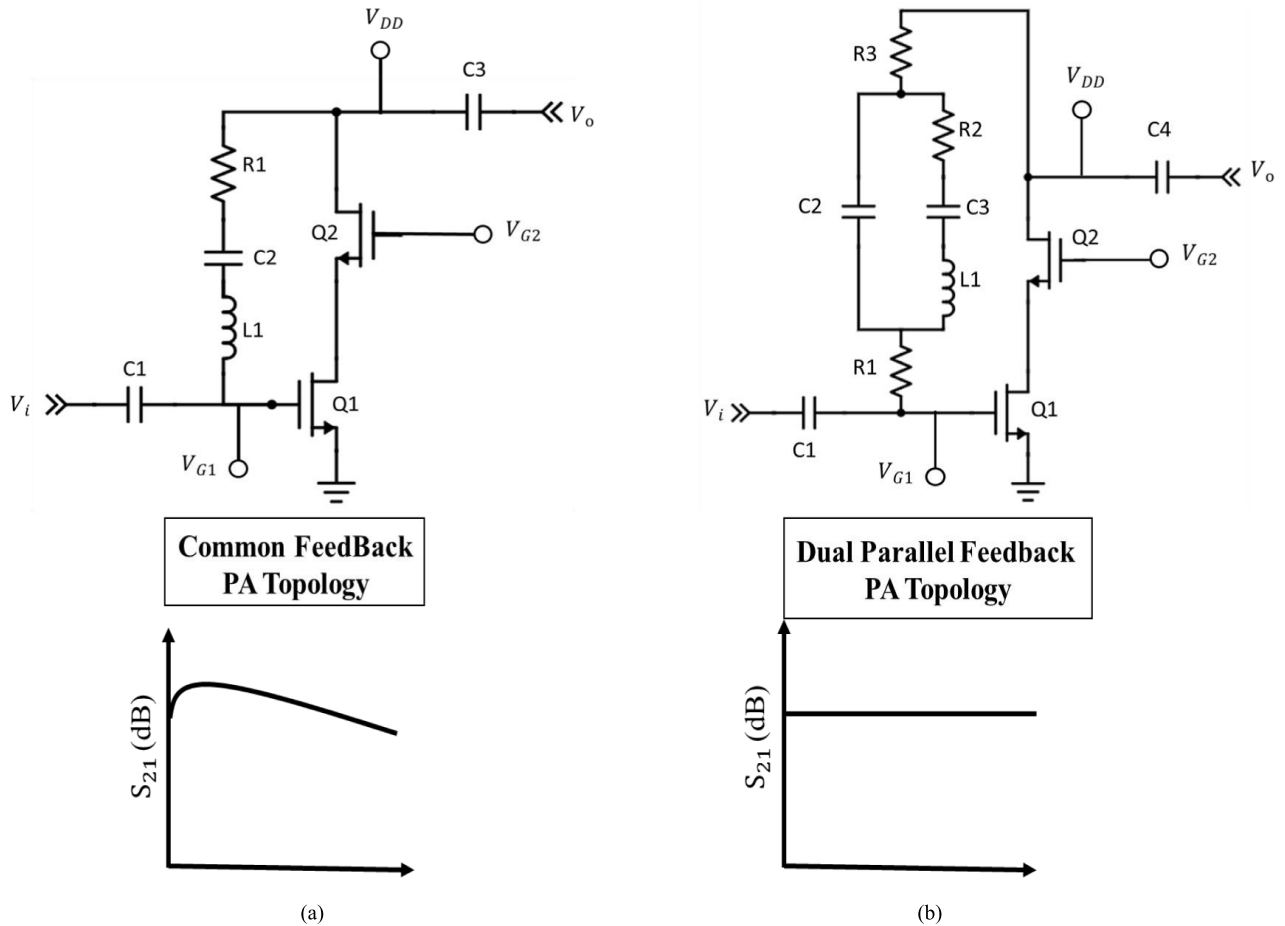 V_DD
C3
V_o
R1
Q2
V_G2
C2
L1
C1
V_i
Q1
V_G1
Common FeedBack
PA Topology
S_21 (dB)
(a)
R3
V_DD
R2
C4
V_o
C2
C3
Q2
V_G2
L1
R1
V_i
Q1
C1
V_G1
Dual Parallel Feedback
PA Topology
S_21 (dB)
(b)